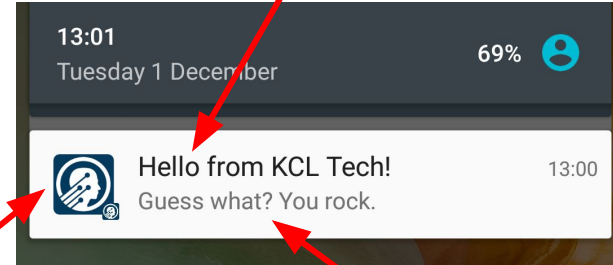 13:01
69%
Tuesday 1 December
Hello from KCL Tech!
13:00
Guess what? You rock.